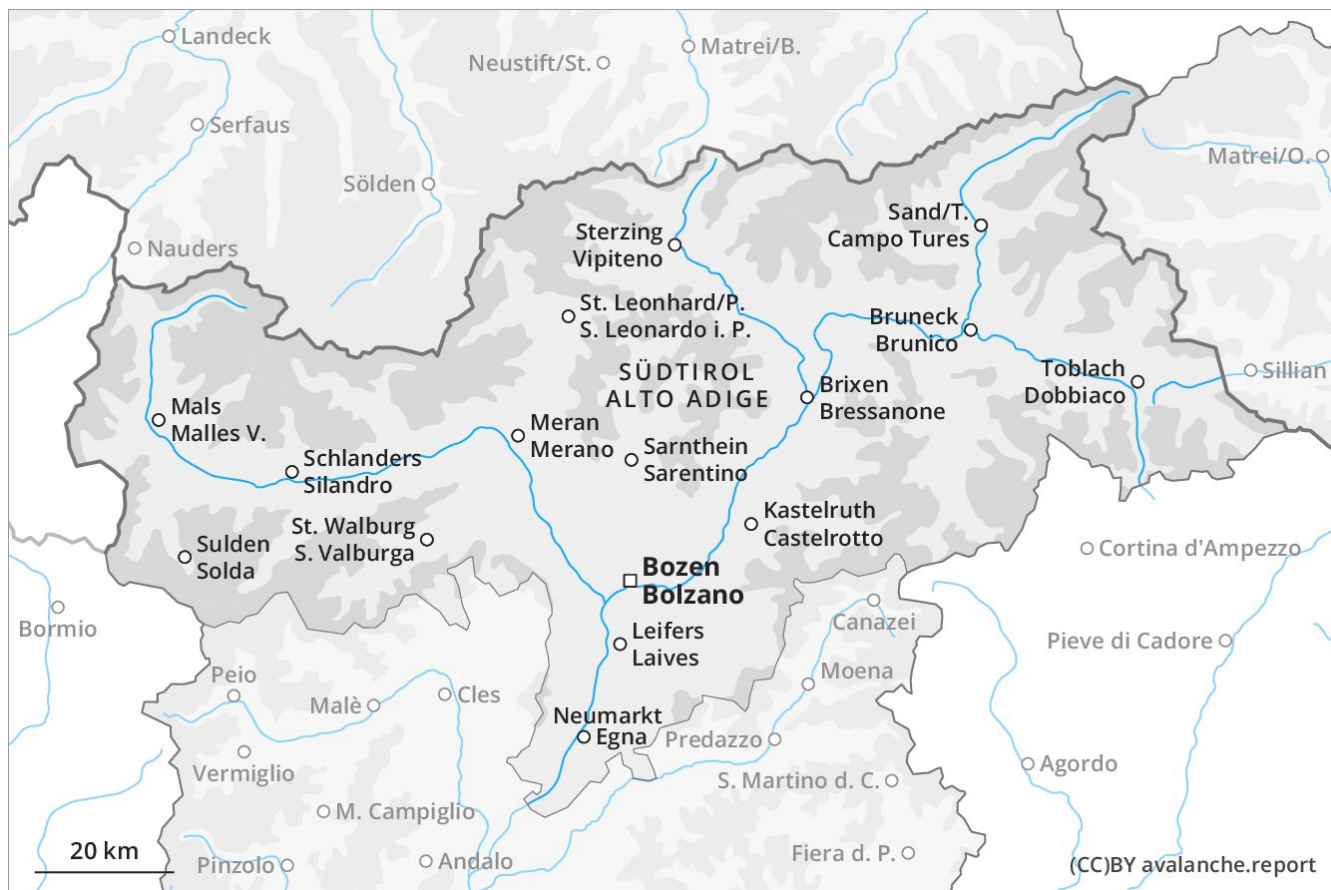 Landeck
Matrei/B.
Neustift/St.
Serfaus
Matrei/O.
Sölden
Sand/T.
Campo Tures
Sterzing
Vipiteno
Nauders
St. Leonhard/P.
S. Leonardo i. P.
Bruneck
Brunico
SÜDTIROL
ALTO ADIGE
Toblach
Dobbiaco
Sillian
Brixen
Bressanone
Mals
Malles V.
Meran
Merano
Sarnthein
Sarentino
Schlanders
Silandro
Kastelruth
Castelrotto
St. Walburg
S. Valburga
Sulden
Solda
Cortina d'Ampezzo
Bozen
Bolzano
Bormio
Canazei
Leifers
Laives
Pieve di Cadore
Peio
Moena
Malè
Cles
Neumarkt
Egna
Predazzo
Vermiglio
Agordo
S. Martino d. C.
M. Campiglio
20 km
Pinzolo
Andalo
Fiera d. P.
(CC)BY avalanche.report